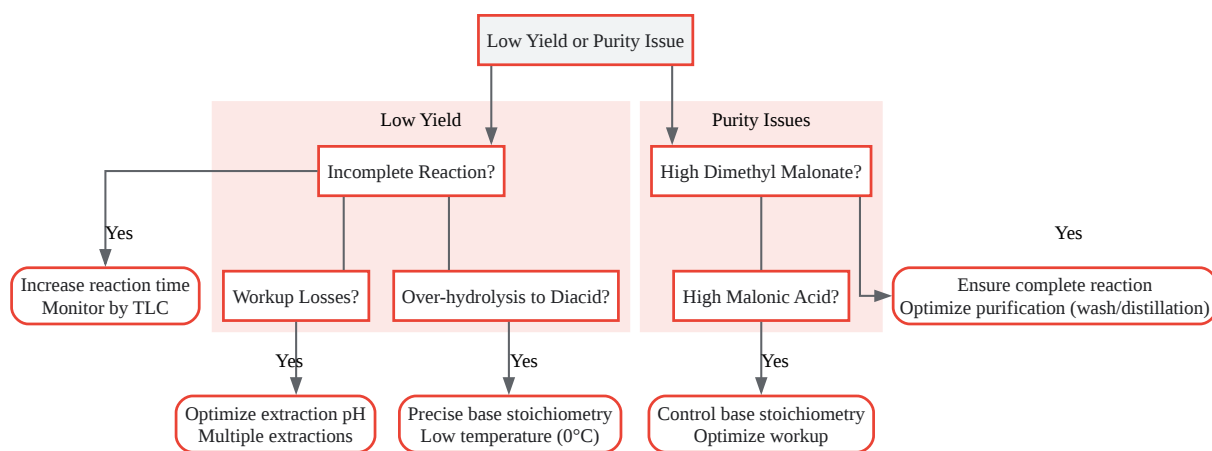 Low Yield or Purity Issue
Low Yield
Purity Issues
Incomplete Reaction?
High Dimethyl Malonate?
Yes
Yes
Increase reaction time
Monitor by TLC
Workup Losses?
Over-hydrolysis to Diacid?
High Malonic Acid?
Ensure complete reaction
Optimize purification (wash/distillation)
Yes
Yes
Yes
Optimize extraction pH
Multiple extractions
Precise base stoichiometry
Low temperature (0°C)
Control base stoichiometry
Optimize workup